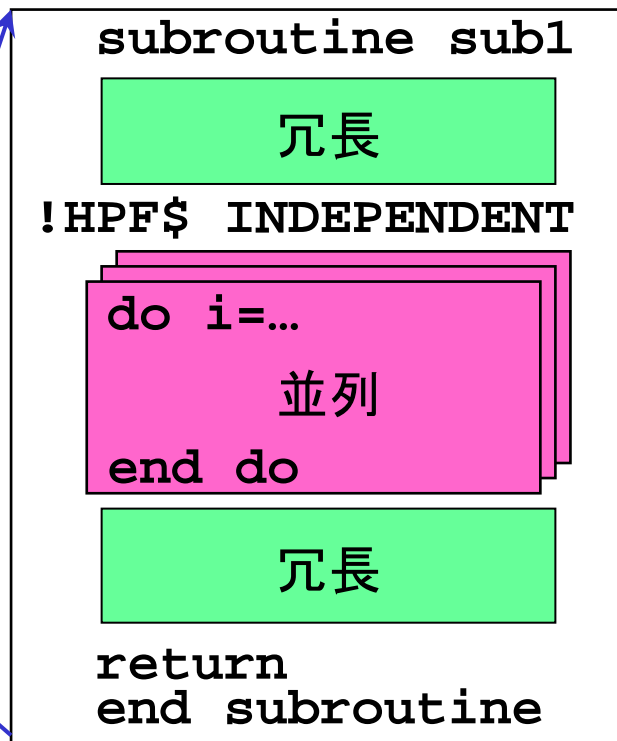 subroutine sub1
冗長
!HPF$ INDEPENDENT
do i=…
並列
end do
冗長
return
end subroutine